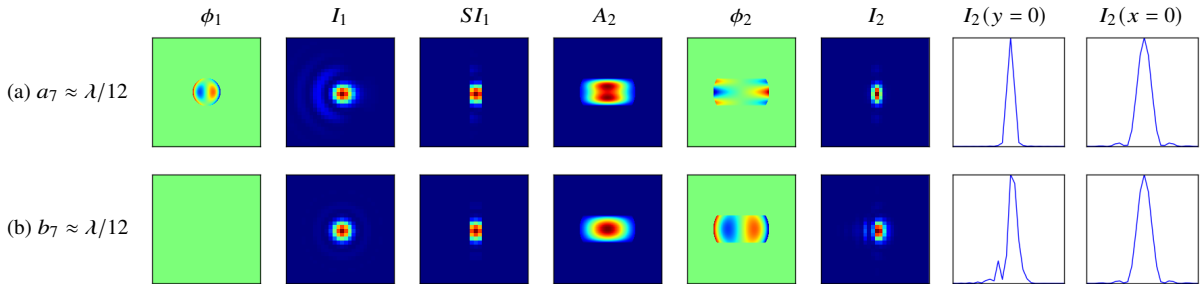 ϕ₁ I₁ SI₁ A₂ ϕ₂ I₂ I₂(y = 0) I₂(x = 0)
(a) a₇ ≈ λ/12
(b) b₇ ≈ λ/12